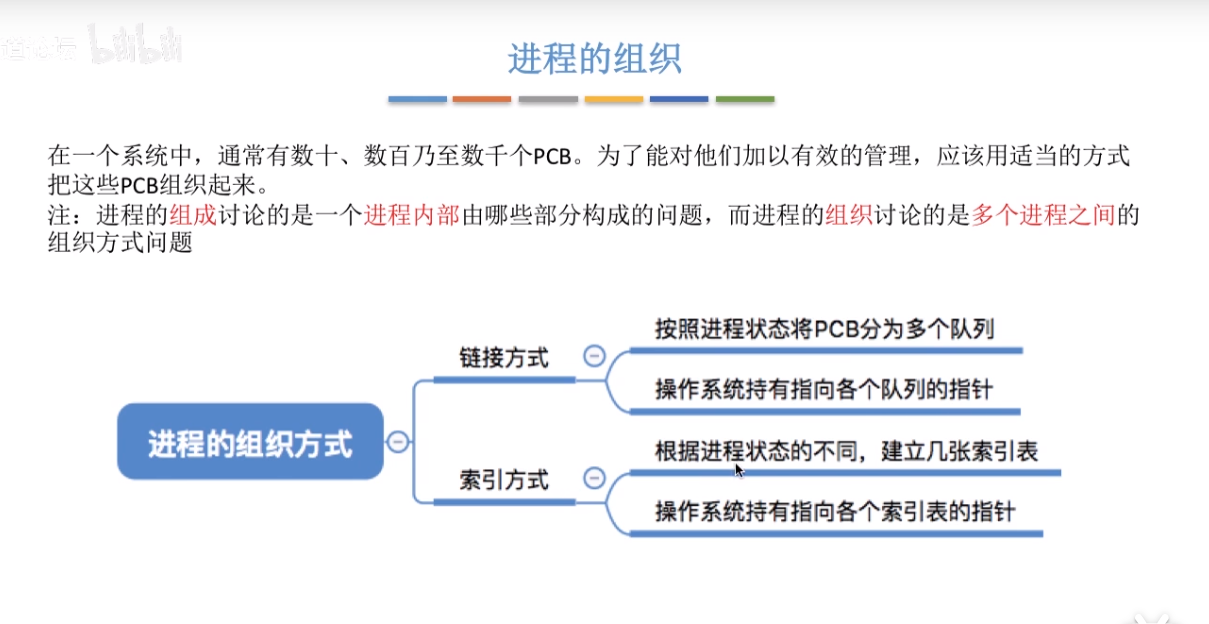 bilibili
进程的组织
在一个系统中，通常有数十、数百乃至数千个PCB。为了能对他们加以有效的管理，应该用适当的方式
把这些PCB组织起来。
注：进程的组成讨论的是一个进程内部由哪些部分构成的问题，而进程的组织讨论的是多个进程之间的
组织方式问题
进程的组织方式
链接方式
按照进程状态将PCB分为多个队列
操作系统持有指向各个队列的指针
索引方式
根据进程状态的不同，建立几张索引表
操作系统持有指向各个索引表的指针